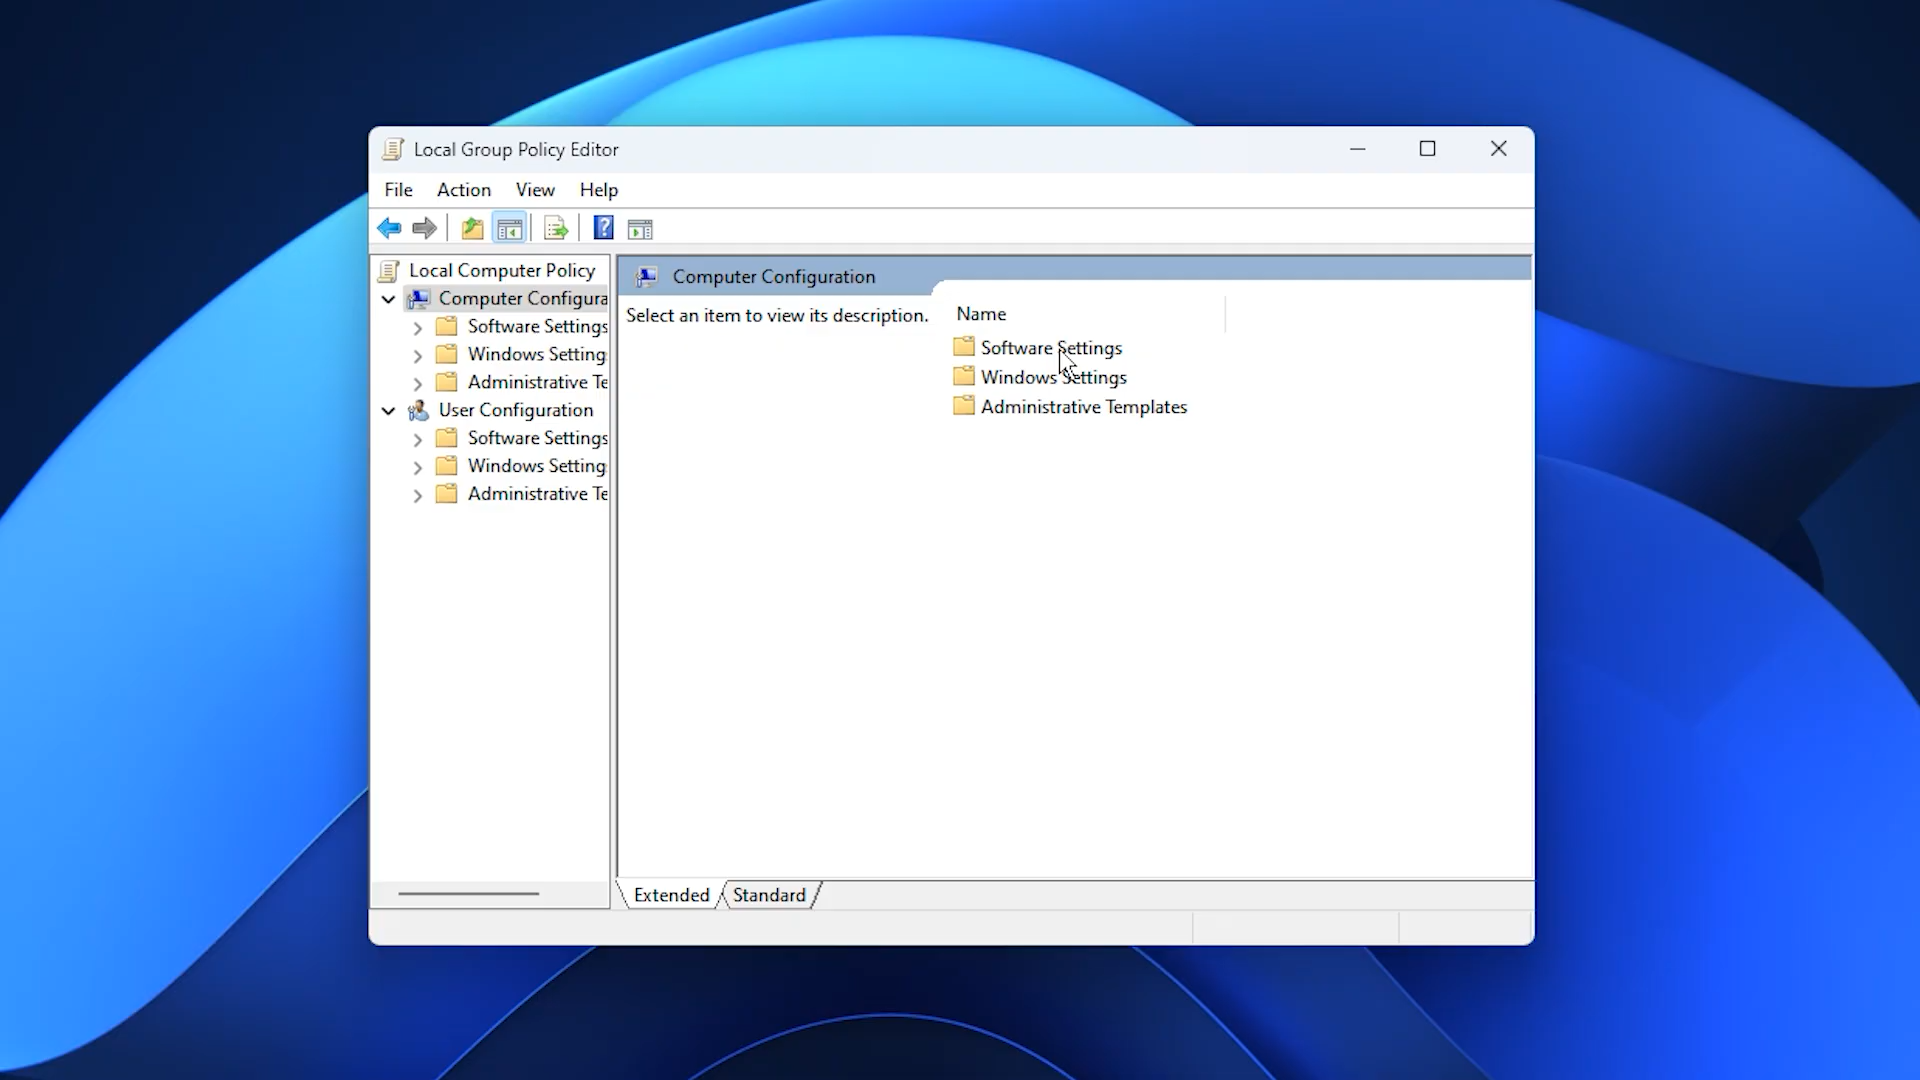 Local Group Policy Editor
File Action View Help
Local Computer Policy
Computer Configura
Software Settings
Windows Setting
Administrative Te
User Configuration
Software Settings
Windows Setting
Administrative Te
Computer Configuration
Select an item to view its description.
Name
Software Settings
Windows Settings
Administrative Templates
Extended Standard